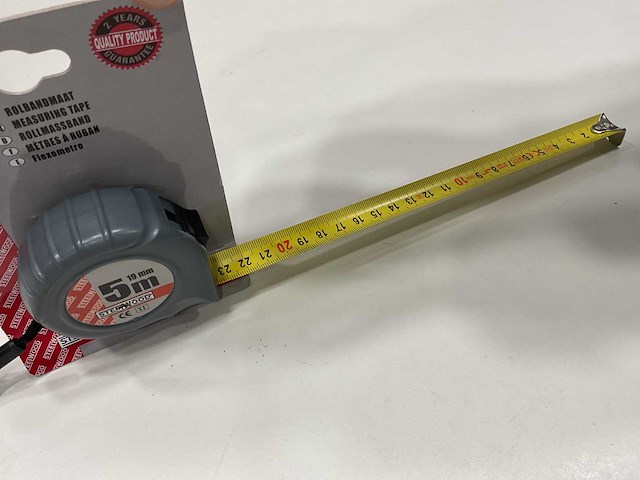 2 YEARS
QUALITY PRODUCT
GUARANTEE
ROLBANDMAAT
MEASURING TAPE
ROLLMASSBAND
MÈTRES À RUBAN
Flexometro
5m
19 mm
STEELWOOD
CE
STEELWOOD
23 22 21 20 19 18 17 16 15 14 13 12 11 10 9 8 7 6 5 4 3 2